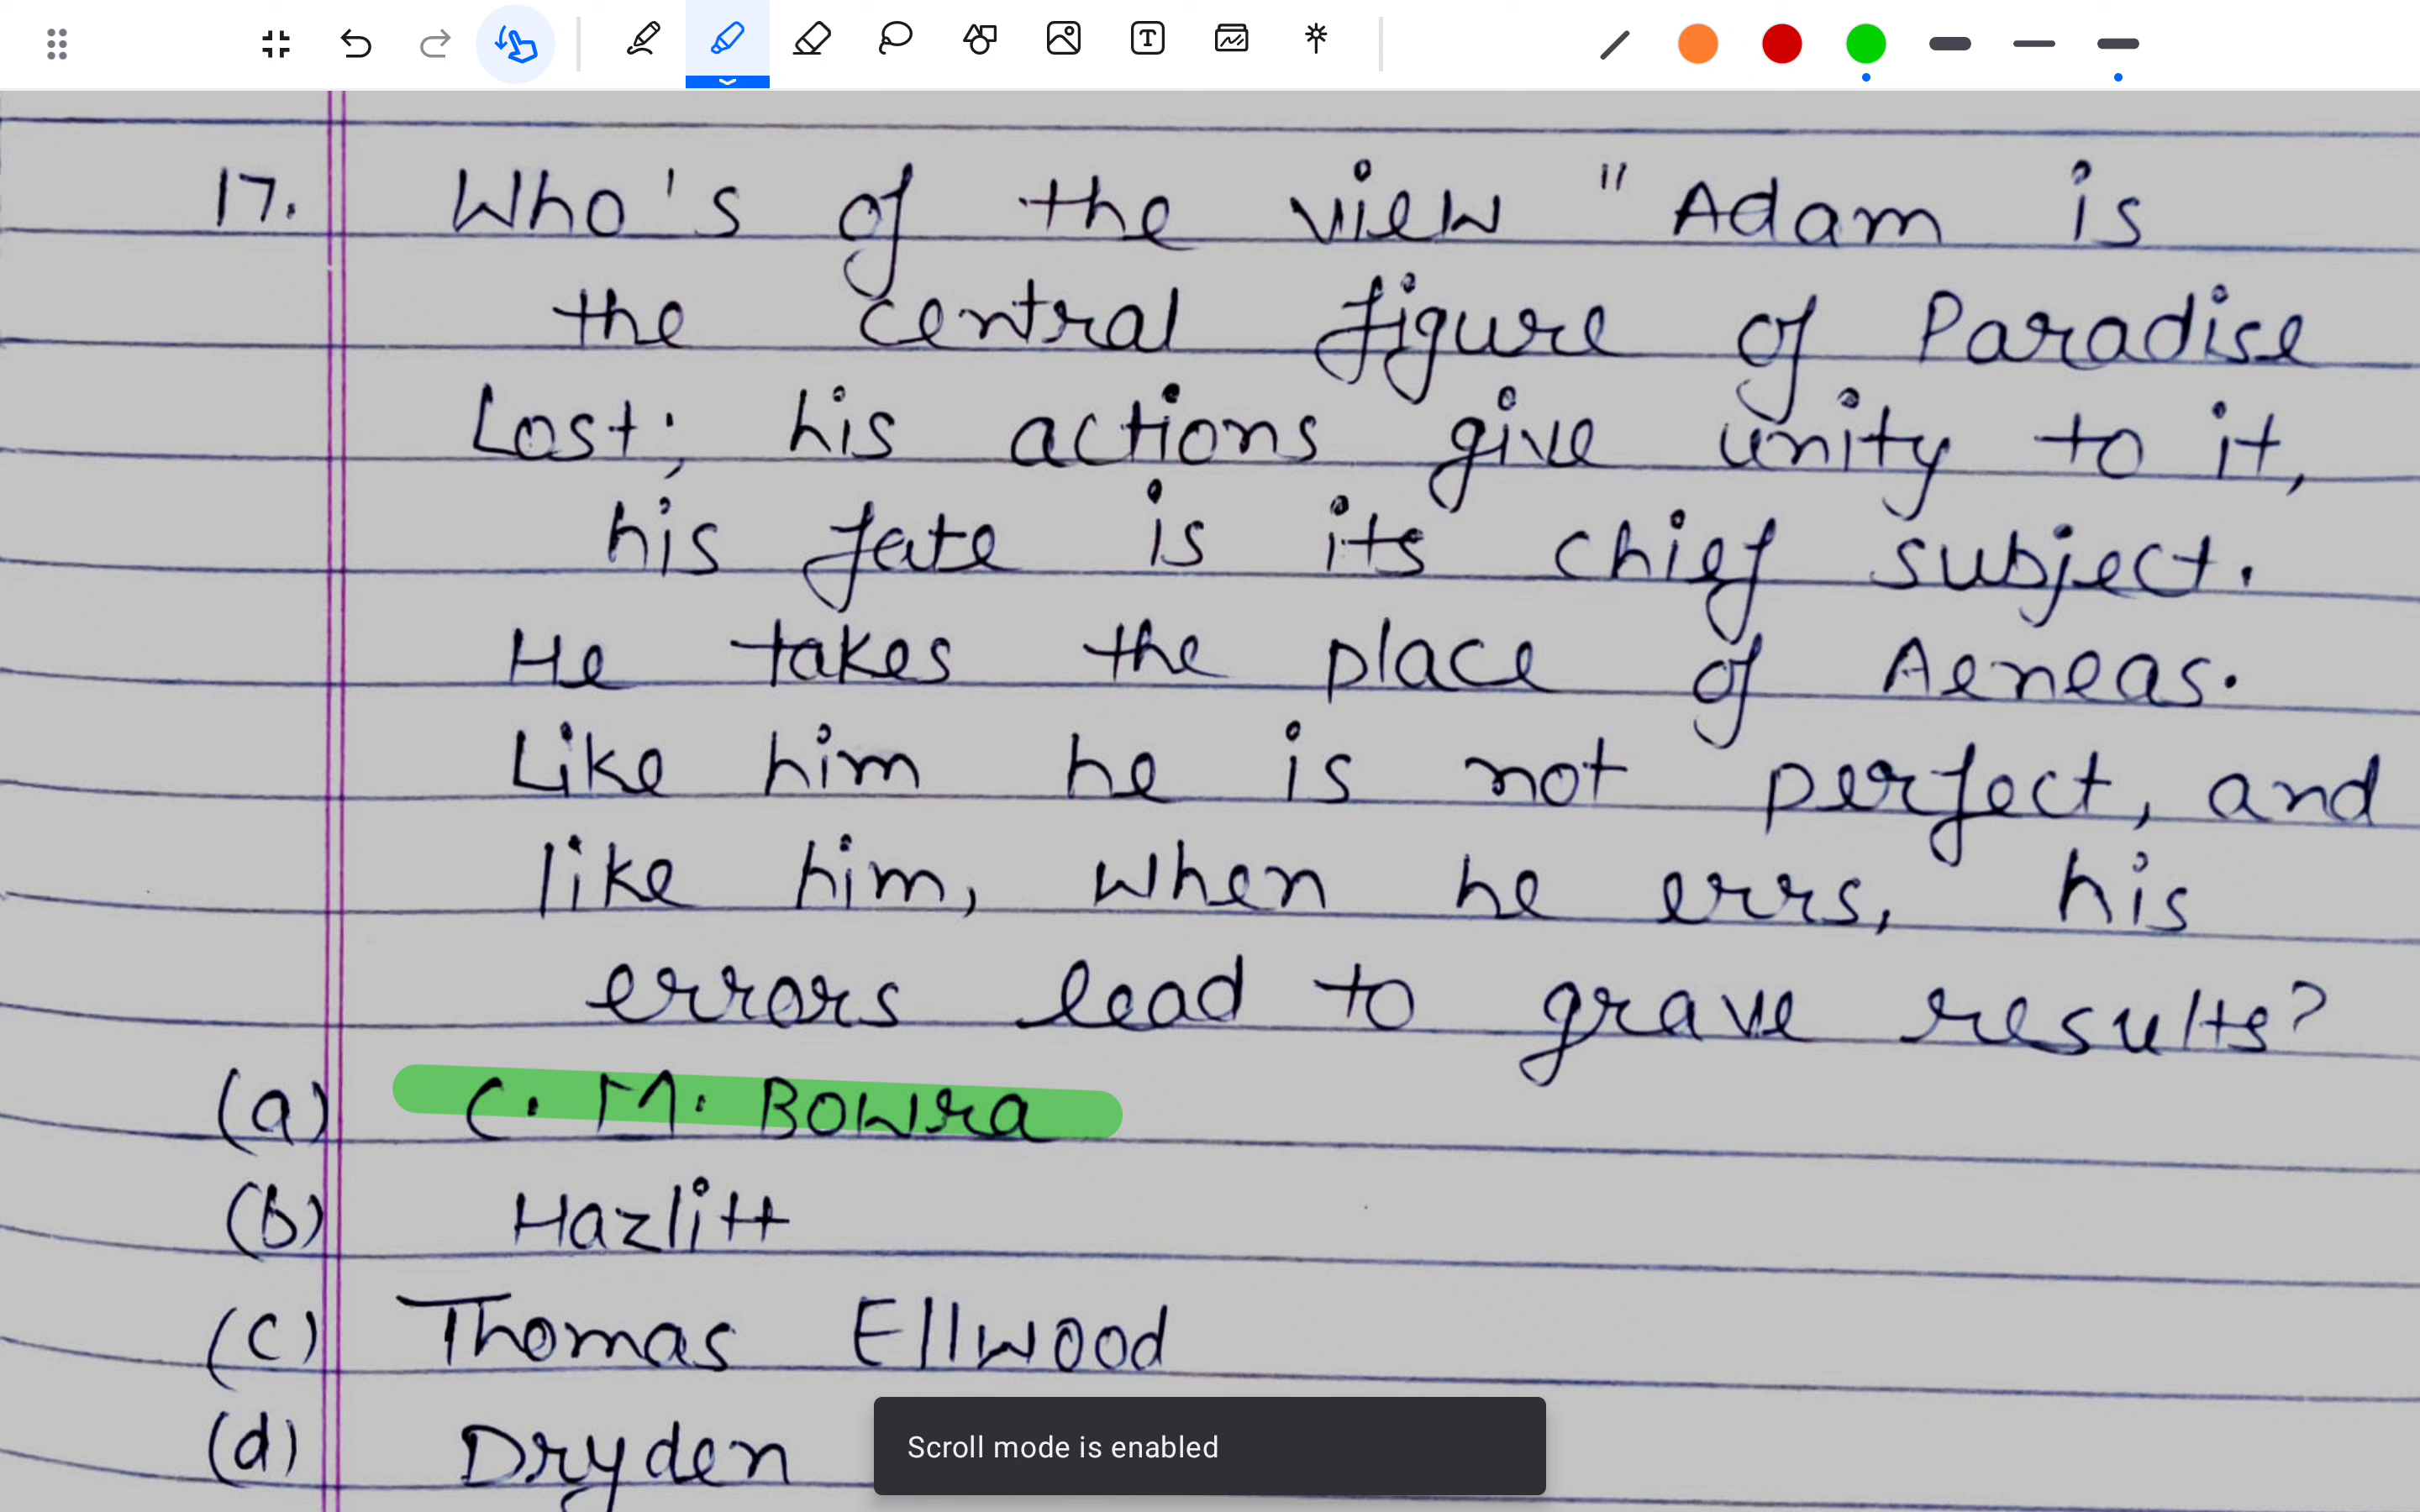 17. Who's of the view "Adam is
the central figure of Paradise
Lost; his actions give unity to it,
his fate is its chief subject.
He takes the place of Aeneas.
Like him he is not perfect, and
like him, when he errs, his
errors lead to grave results?
(a) C. M. Bowra
(b) Hazlitt
(c) Thomas Ellwood
(d) Dryden
Scroll mode is enabled